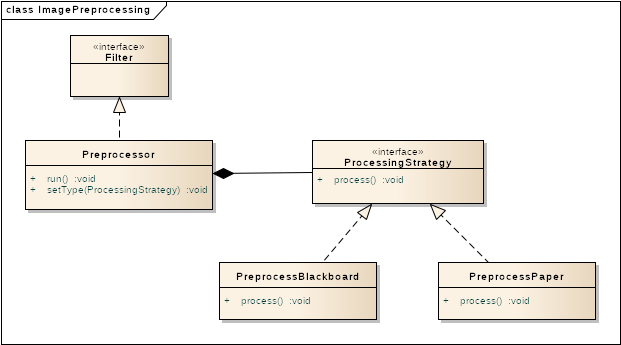 class ImagePreprocessing
«interface»
Filter
Preprocessor
+ run() :void
+ setType(ProcessingStrategy) :void
«interface»
ProcessingStrategy
+ process() :void
PreprocessBlackboard
+ process() :void
PreprocessPaper
+ process() :void